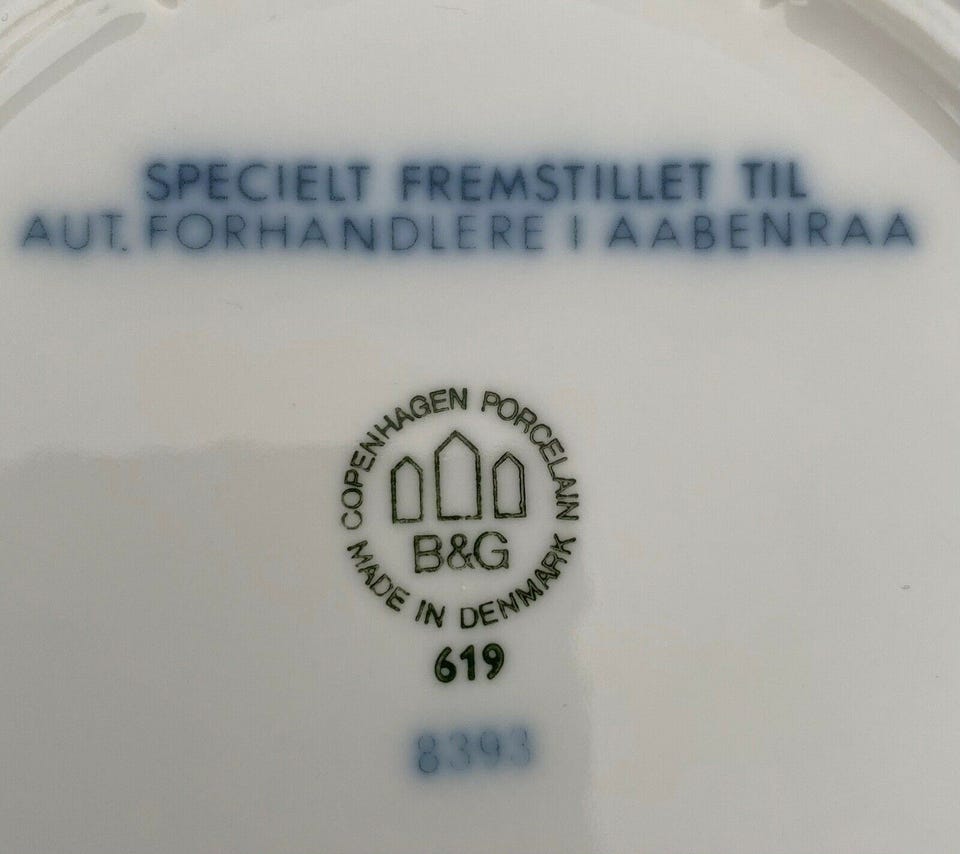 SPECIELT FREMSTILLET TIL
AUT. FORHANDLERE I AABENRAA
COPENHAGEN PORCELAIN
B&G
MADE IN DENMARK
619
8393